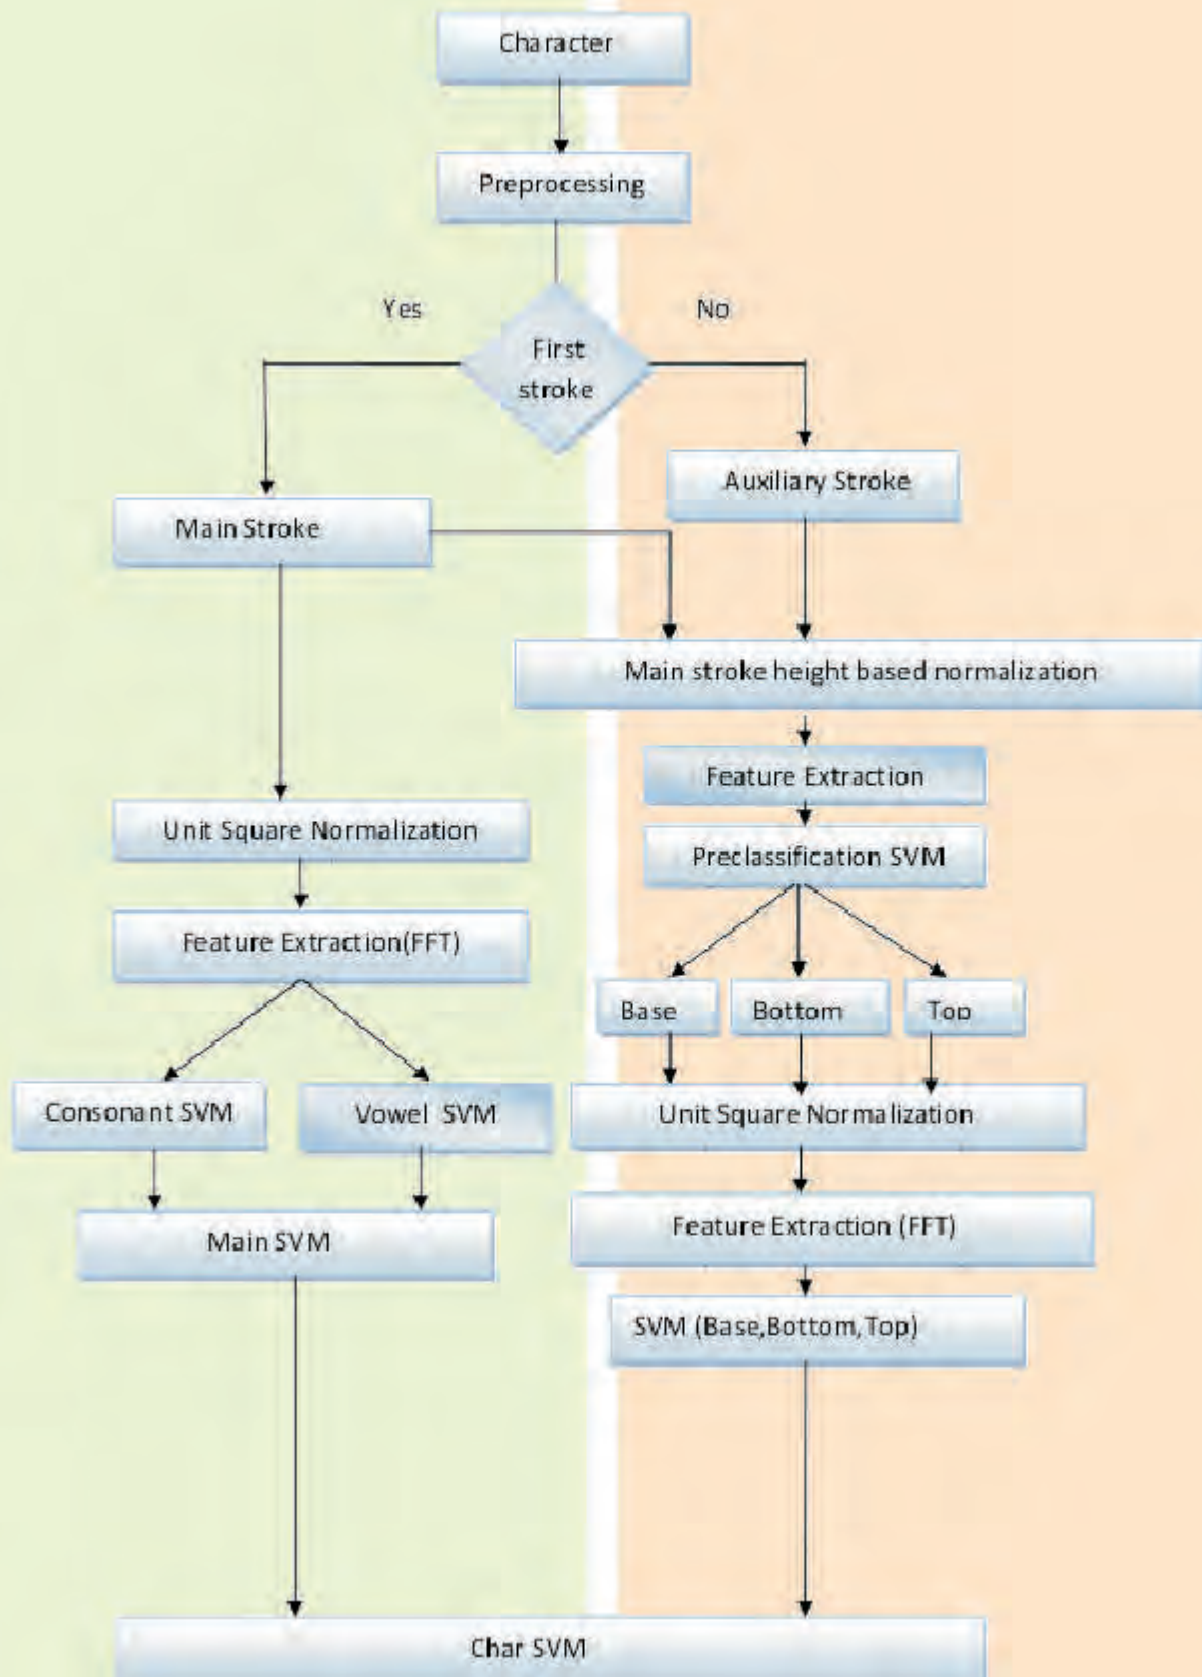 Character
Preprocessing
Yes
No
First
stroke
Auxiliary Stroke
Main Stroke
Main stroke height based normalization
Feature Extraction
Unit Square Normalization
Preclassification SVM
Feature Extraction(FFT)
Base
Bottom
Top
Consonant SVM
Vowel SVM
Unit Square Normalization
Main SVM
Feature Extraction (FFT)
SVM (Base,Bottom,Top)
Char SVM